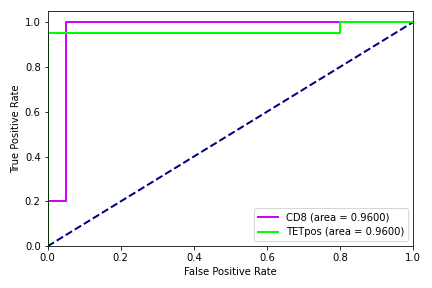 1.0
0.8
0.6
0.4
0.2
0.0
True Positive Rate
CD8 (area = 0.9600)
TETpos (area = 0.9600)
0.0 0.2 0.4 0.6 0.8 1.0
False Positive Rate